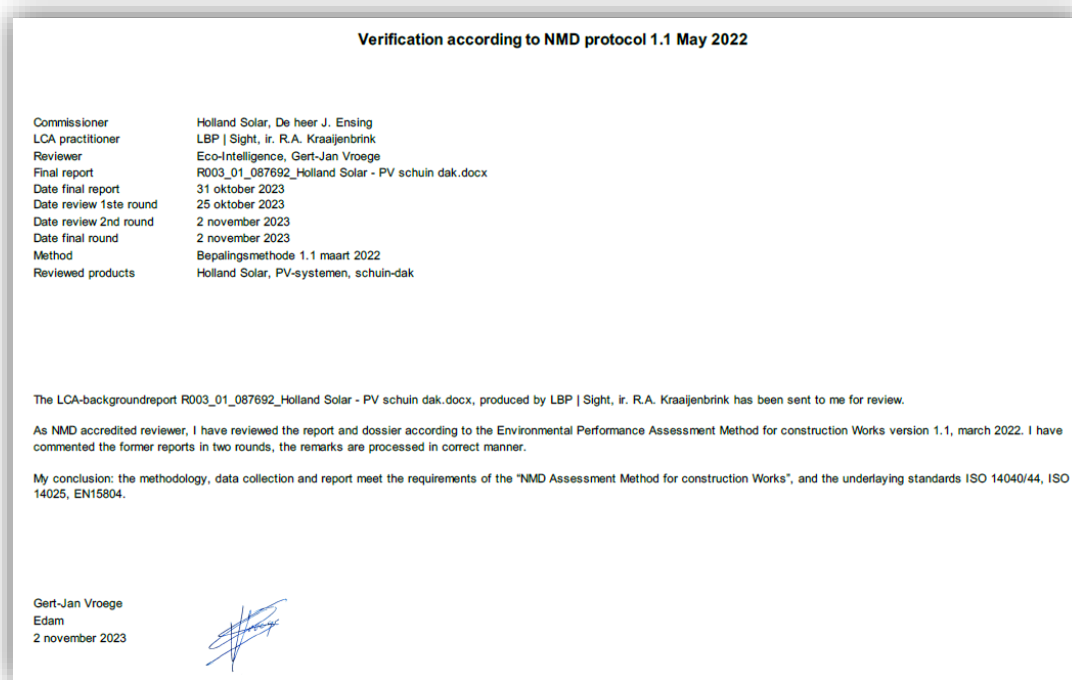 Verification according to NMD protocol 1.1 May 2022
Commissioner Holland Solar, De heer J. Ensing
LCA practitioner LBP | Sight, ir. R.A. Kraaijenbrink
Reviewer Eco-Intelligence, Gert-Jan Vroege
Final report R003_01_087692_Holland Solar - PV schuin dak.docx
Date final report 31 oktober 2023
Date review 1ste round 25 oktober 2023
Date review 2nd round 2 november 2023
Date final round 2 november 2023
Method Bepalingsmethode 1.1 maart 2022
Reviewed products Holland Solar, PV-systemen, schuin-dak
The LCA-backgroundreport R003_01_087692_Holland Solar - PV schuin dak.docx, produced by LBP | Sight, ir. R.A. Kraaijenbrink has been sent to me for review.
As NMD accredited reviewer, I have reviewed the report and dossier according to the Environmental Performance Assessment Method for construction Works version 1.1, march 2022. I have
commented the former reports in two rounds, the remarks are processed in correct manner.
My conclusion: the methodology, data collection and report meet the requirements of the "NMD Assessment Method for construction Works", and the underlaying standards ISO 14040/44, ISO
14025, EN15804.
Gert-Jan Vroege
Edam
2 november 2023